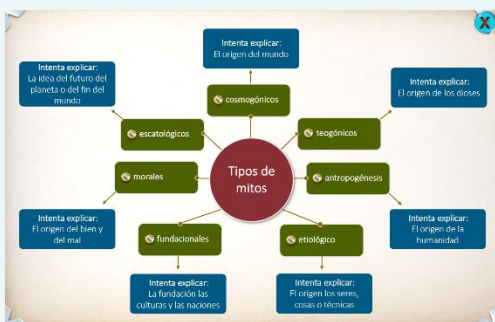 X
Intenta explicar:
El origen del mundo
Intenta explicar:
La idea del futuro del
planeta o del fin del
mundo
Intenta explicar:
El origen de los dioses
cosmogónicos
escatológicos
teogónicos
Tipos de
mitos
morales
antropogénesis
Intenta explicar:
El origen del bien y
del mal
Intenta explicar:
El origen de la
humanidad
fundacionales
etiológico
Intenta explicar:
La fundación las
culturas y las naciones
Intenta explicar:
El origen los seres,
cosas o técnicas